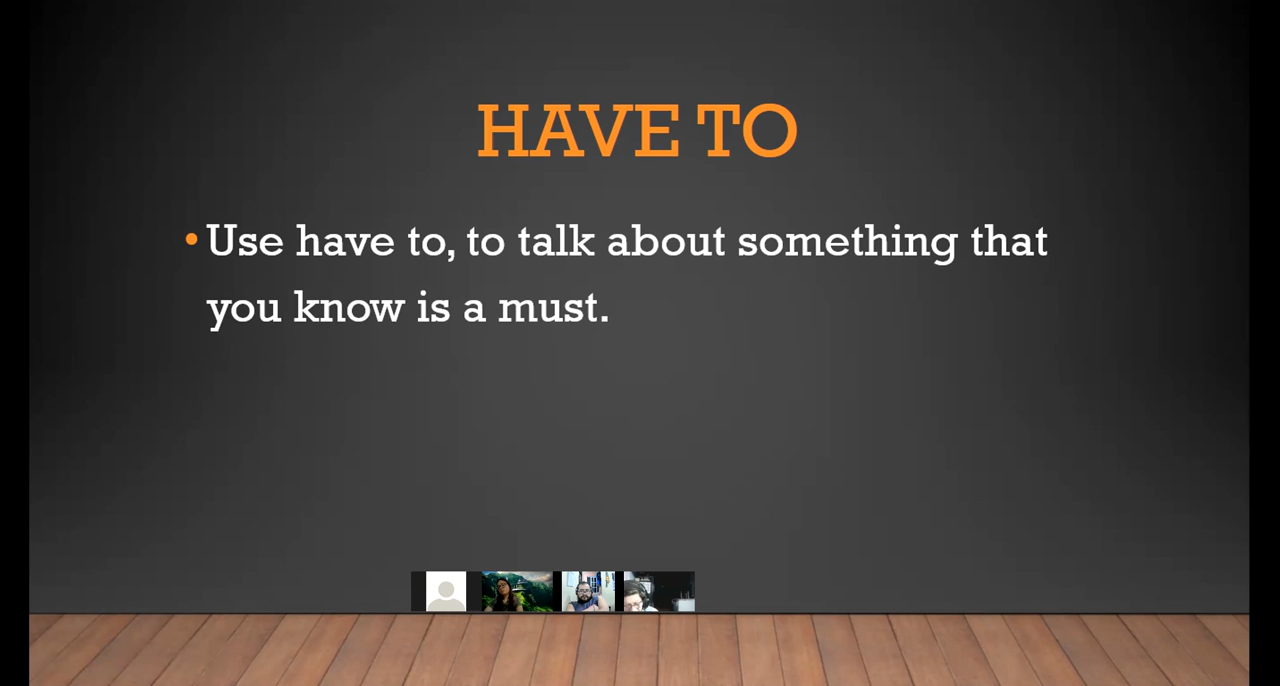 HAVE TO
• Use have to, to talk about something that
you know is a must.